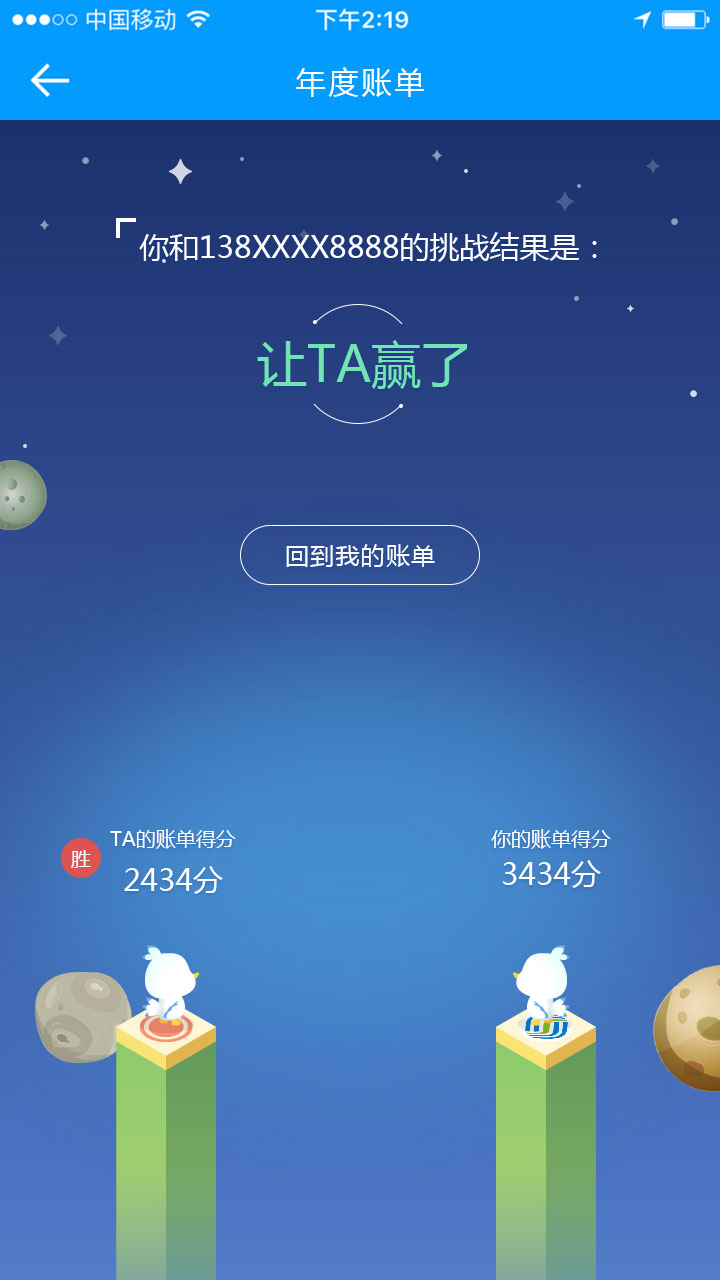 中国移动 下午2:19
年度账单
你和138XXXX8888的挑战结果是：
让TA赢了
回到我的账单
TA的账单得分
胜
2434分
你的账单得分
3434分